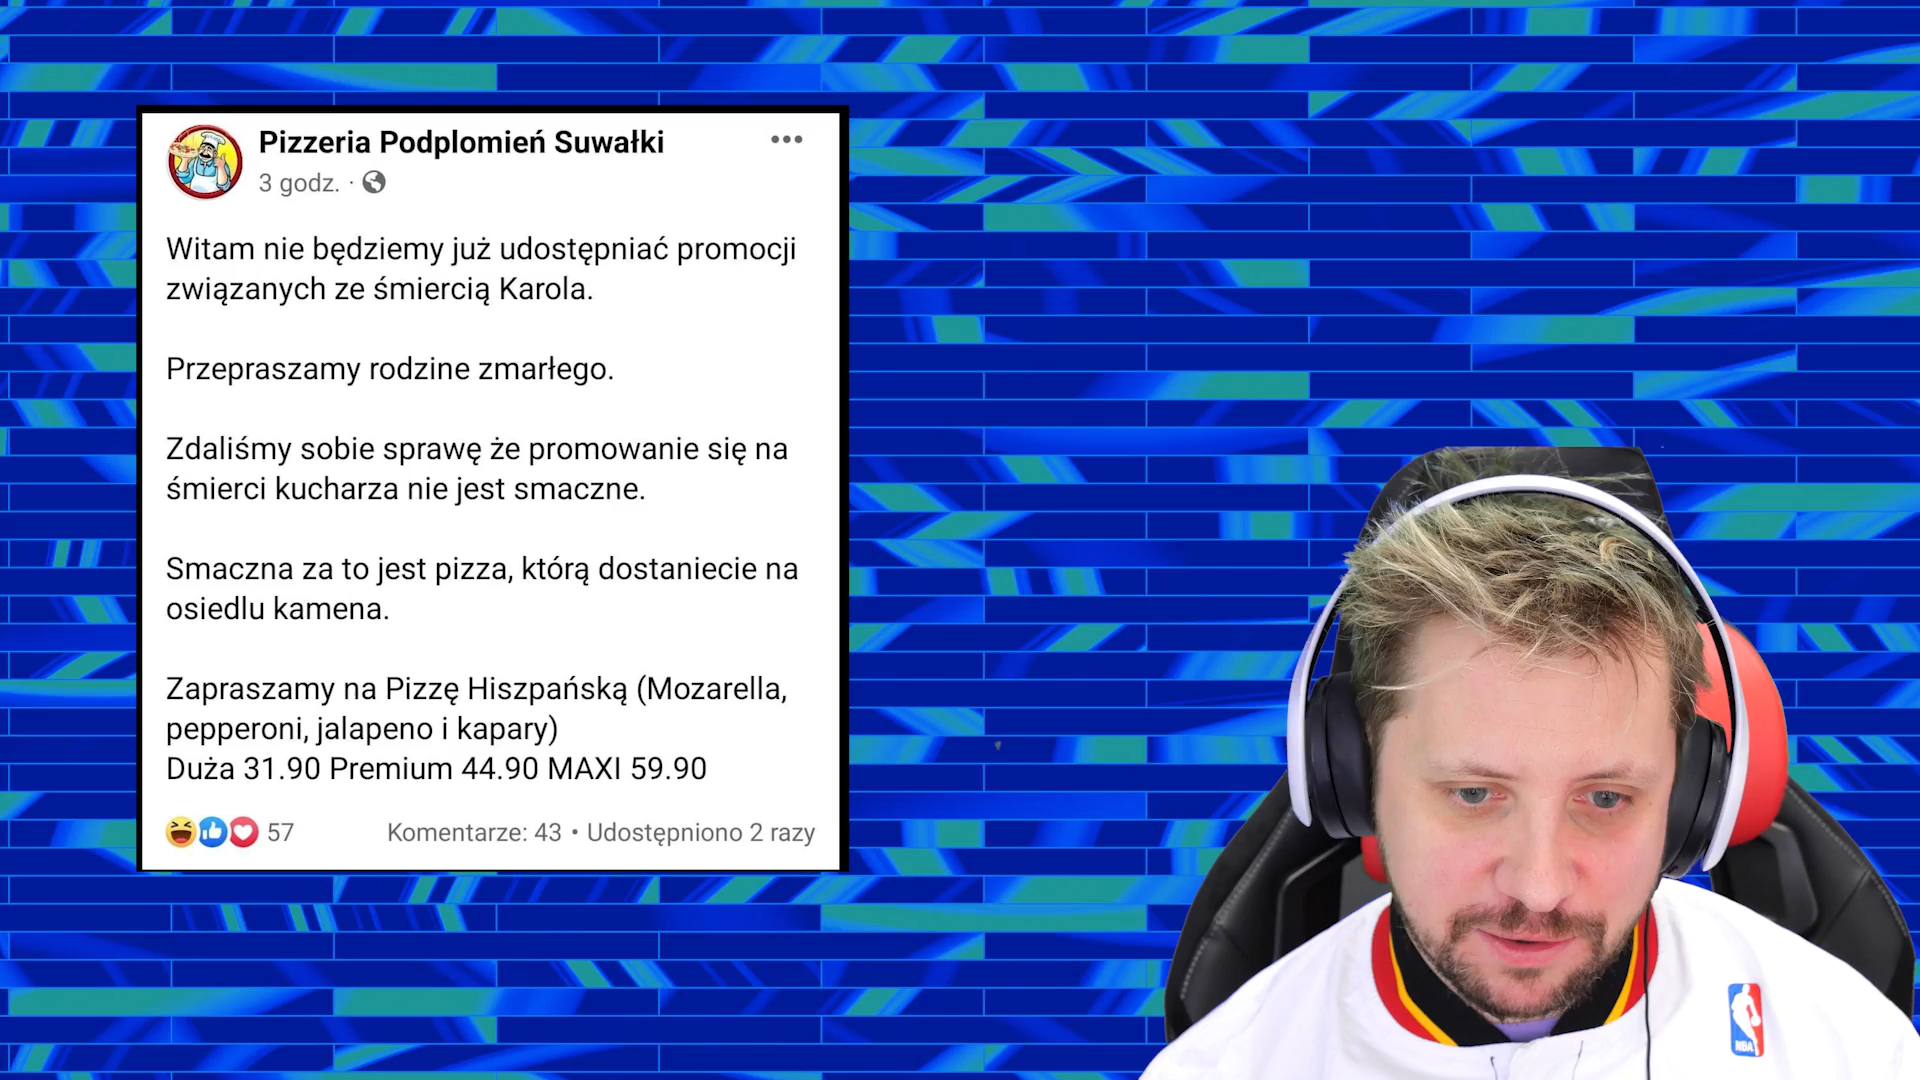 Pizzeria Podplomień Suwałki
3 godz. ·
Witam nie będziemy już udostępniać promocji
związanych ze śmiercią Karola.
Przepraszamy rodzine zmarłego.
Zdaliśmy sobie sprawę że promowanie się na
śmierci kucharza nie jest smaczne.
Smaczna za to jest pizza, którą dostaniecie na
osiedlu kamena.
Zapraszamy na Pizzę Hiszpańską (Mozarella,
pepperoni, jalapeno i kapary)
Duża 31.90 Premium 44.90 MAXI 59.90
57 Komentarze: 43 • Udostępniono 2 razy
NBA